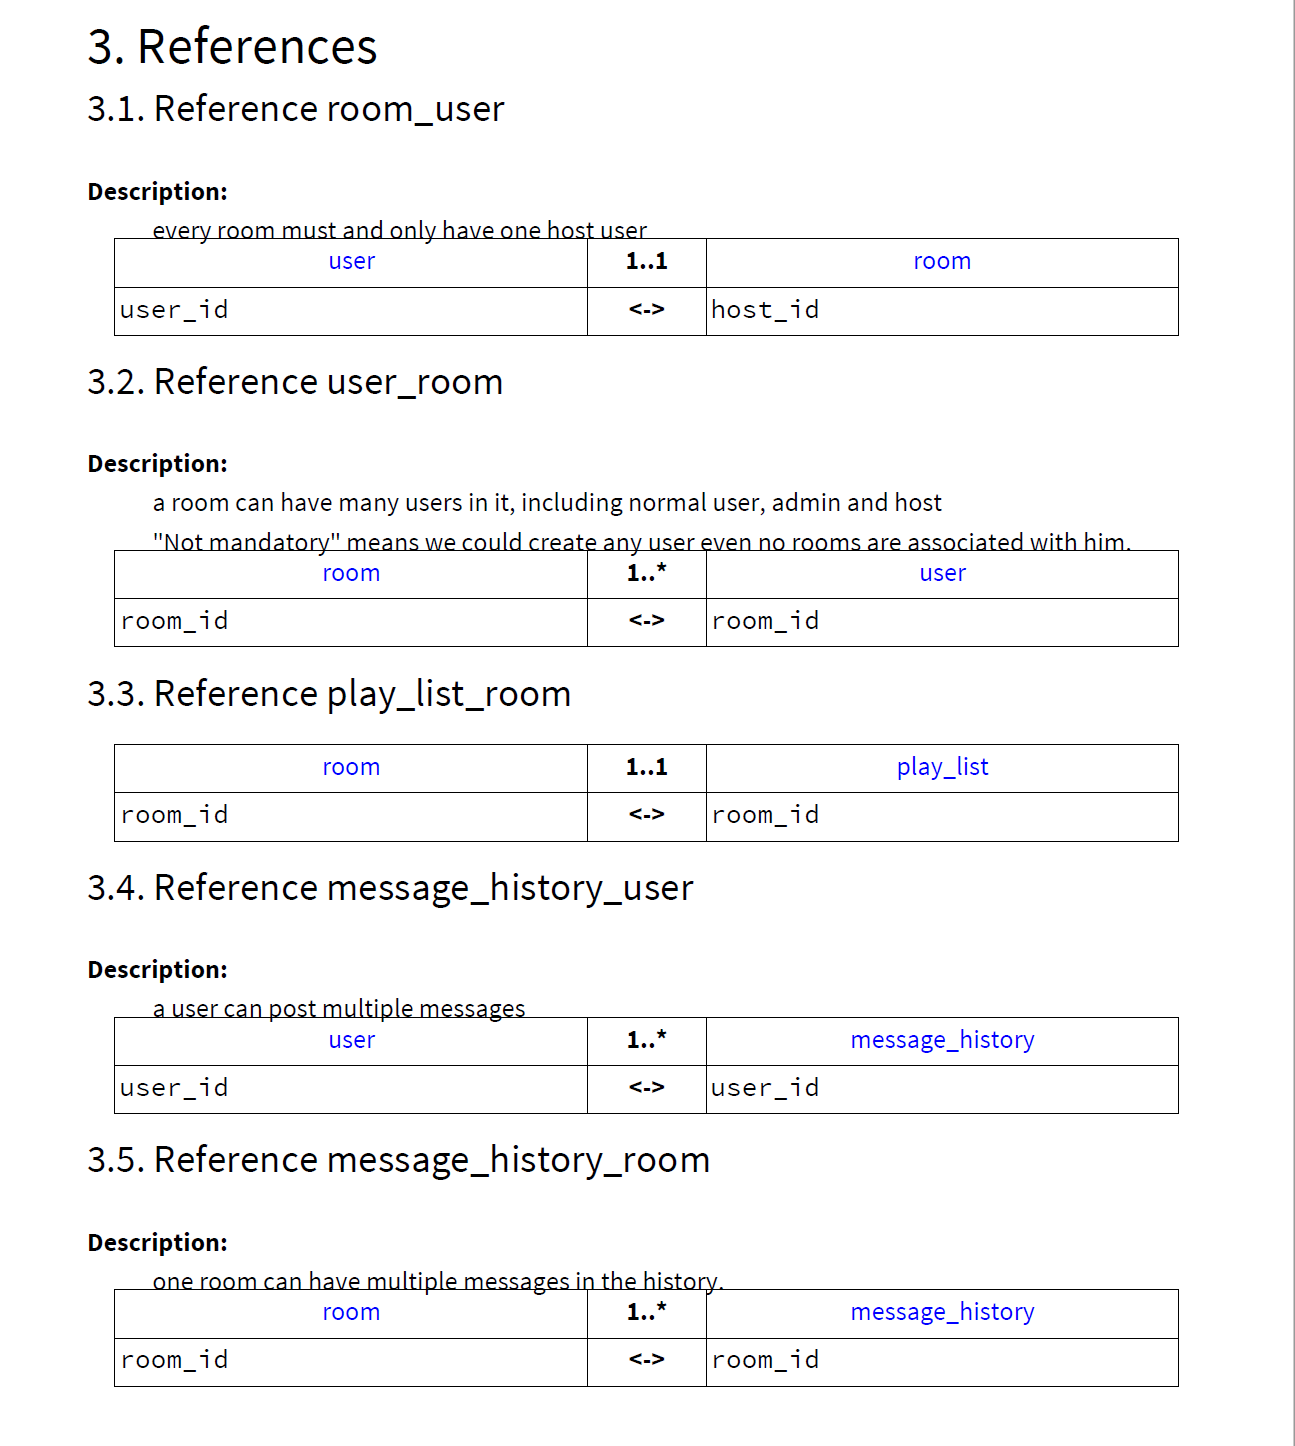 3. References
3.1. Reference room_user
Description:
every room must and only have one host user
user 1..1 room
user_id <-> host_id
3.2. Reference user_room
Description:
a room can have many users in it, including normal user, admin and host
"Not mandatory" means we could create any user even no rooms are associated with him.
room 1..* user
room_id <-> room_id
3.3. Reference play_list_room
room 1..1 play_list
room_id <-> room_id
3.4. Reference message_history_user
Description:
a user can post multiple messages
user 1..* message_history
user_id <-> user_id
3.5. Reference message_history_room
Description:
one room can have multiple messages in the history.
room 1..* message_history
room_id <-> room_id